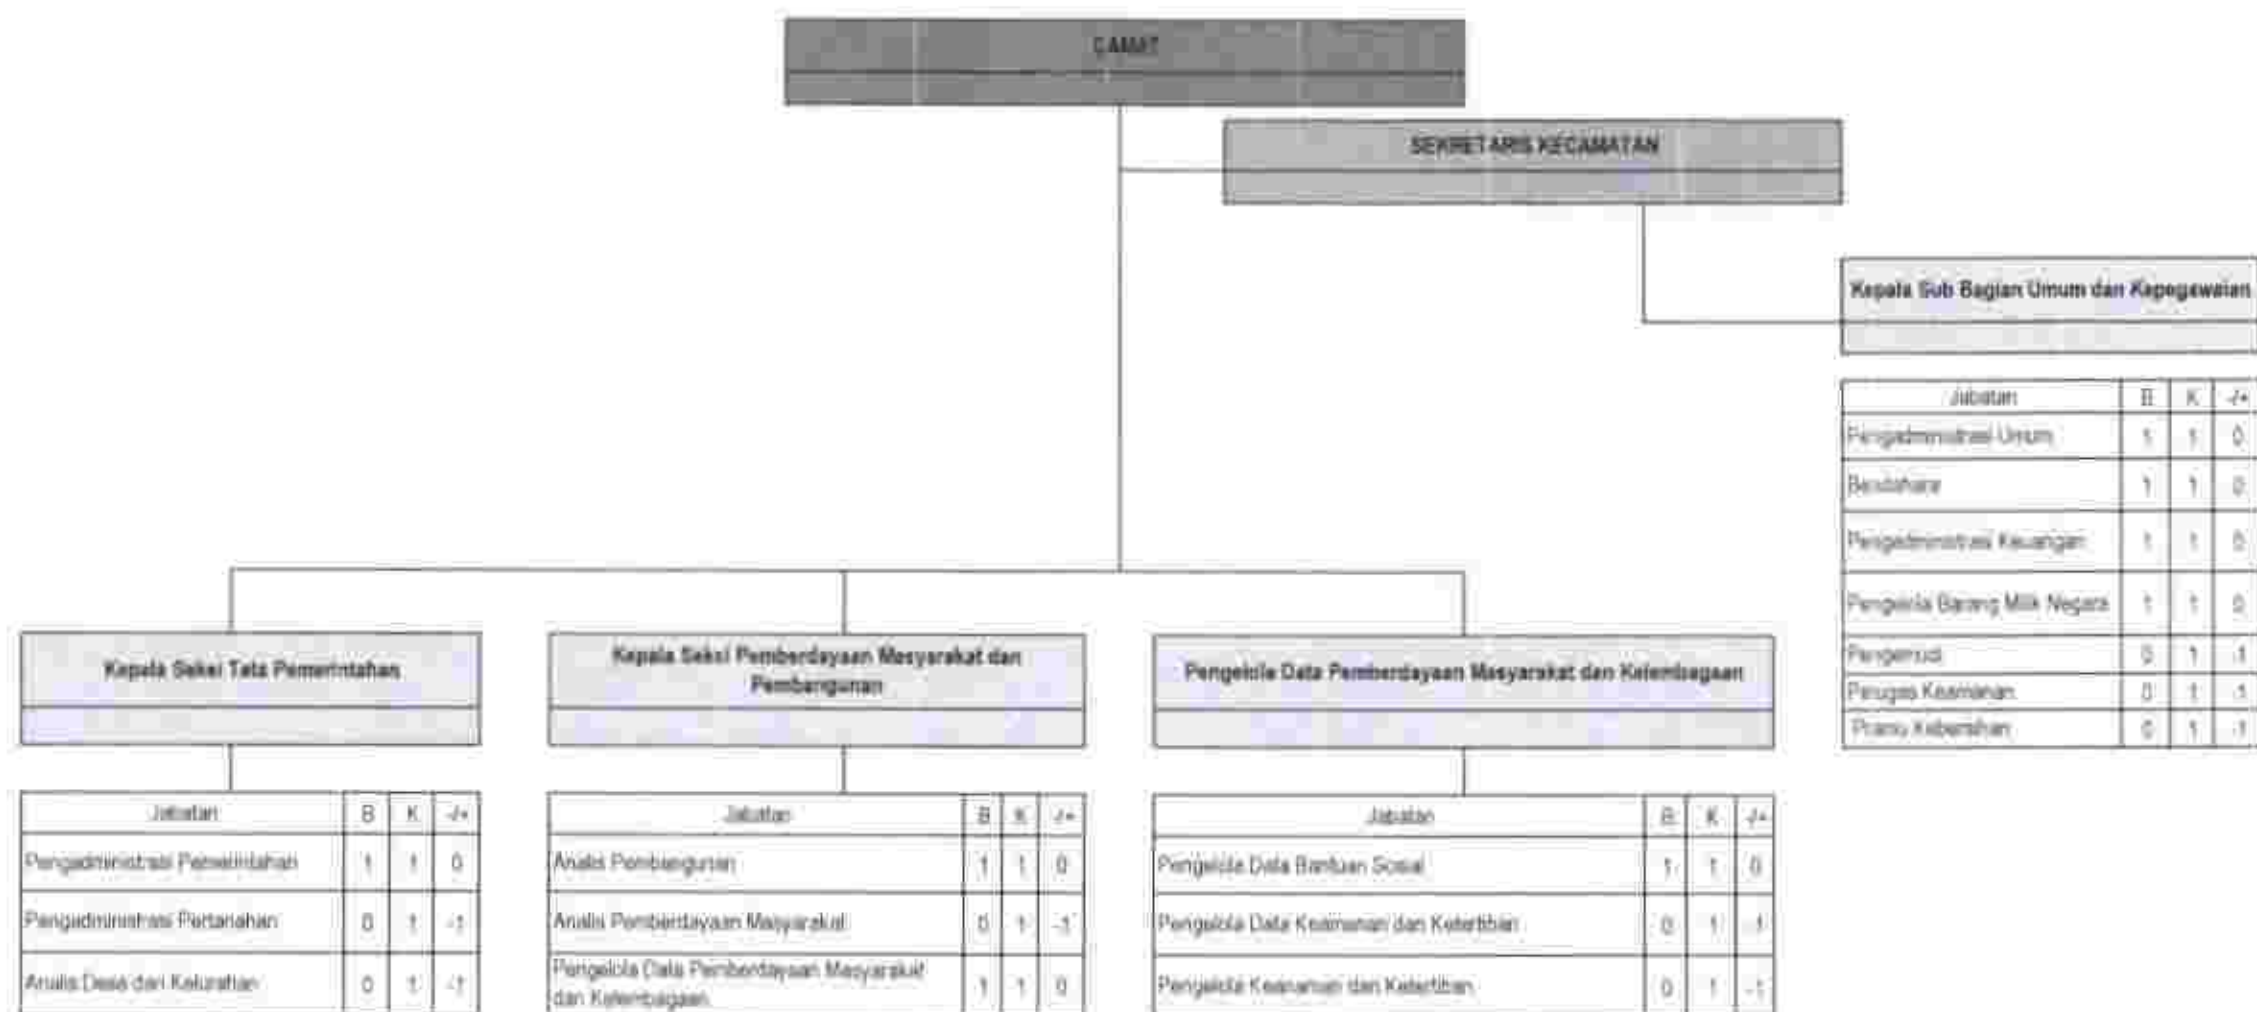 CAMAT
SEKRETARIS KECAMATAN
Kepala Sub Bagian Umum dan Kepegawaian
Jabatan B K -/+
Pengadministrasi Umum 1 1 0
Bendahara 1 1 0
Pengadministrasi Keuangan 1 1 0
Pengelola Barang Milik Negara 1 1 0
Pengemudi 0 1 -1
Petugas Keamanan 0 1 -1
Pramu Kebersihan 0 1 -1
Kepala Seksi Tata Pemerintahan
Jabatan B K -/+
Pengadministrasi Pemerintahan 1 1 0
Pengadministrasi Pertanahan 0 1 -1
Analis Desa dan Kelurahan 0 1 -1
Kepala Seksi Pemberdayaan Masyarakat dan
Pembangunan
Jabatan B K -/+
Analis Pembangunan 1 1 0
Analis Pemberdayaan Masyarakat 0 1 -1
Pengelola Data Pemberdayaan Masyarakat
dan Kelembagaan 1 1 0
Pengelola Data Pemberdayaan Masyarakat dan Kelembagaan
Jabatan B K -/+
Pengelola Data Bantuan Sosial 1 1 0
Pengelola Data Keamanan dan Ketertiban 0 1 -1
Pengelola Keamanan dan Ketertiban 0 1 -1